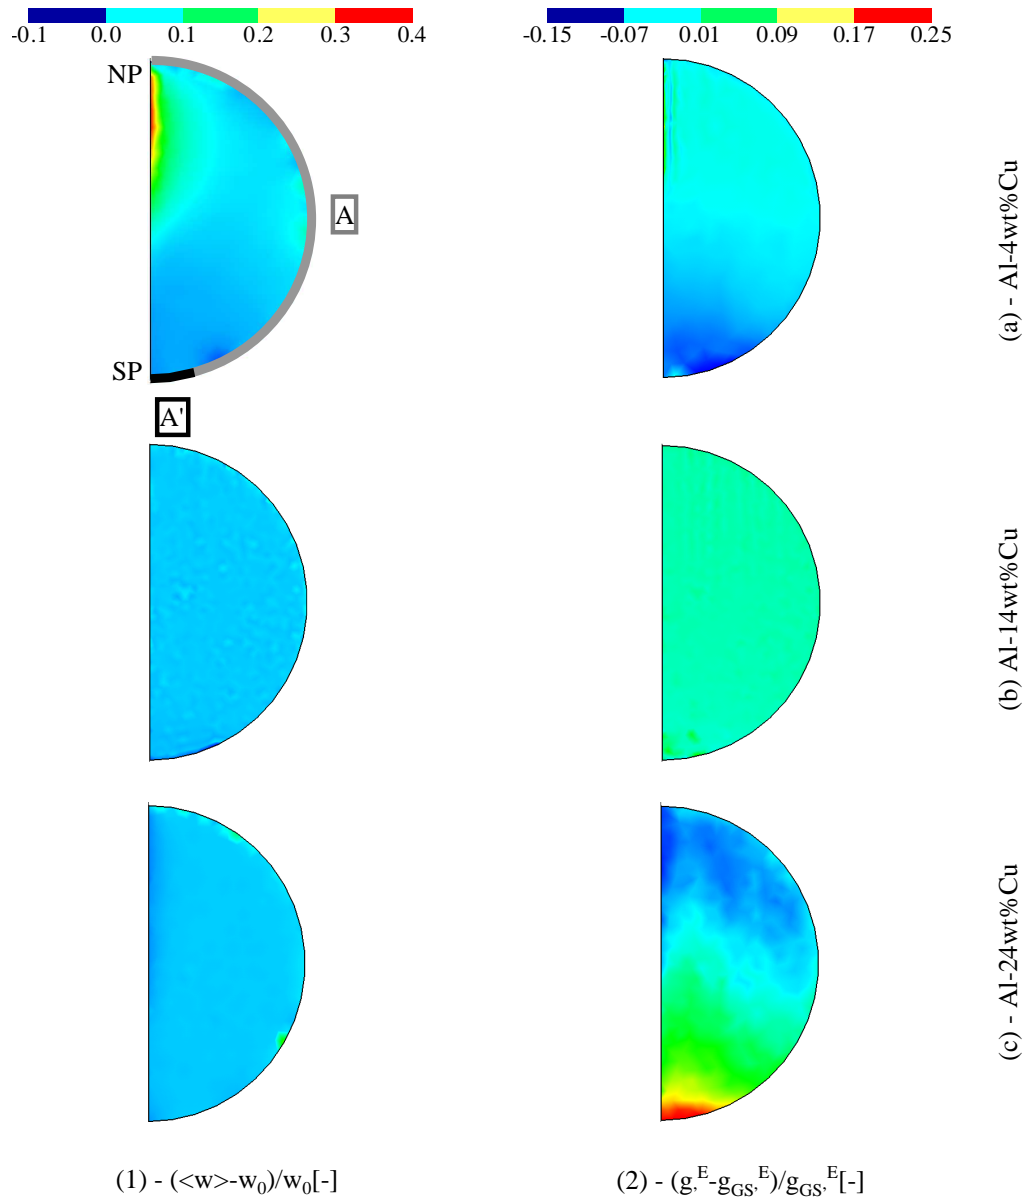 -0.1 0.0 0.1 0.2 0.3 0.4
-0.15 -0.07 0.01 0.09 0.17 0.25
NP
A
SP
A'
(a) - Al-4wt%Cu
(b) Al-14wt%Cu
(c) - Al-24wt%Cu
(1) - (<w>-w₀)/w₀[-]
(2) - (g,ᴱ-g_GS,ᴱ)/g_GS,ᴱ[-]